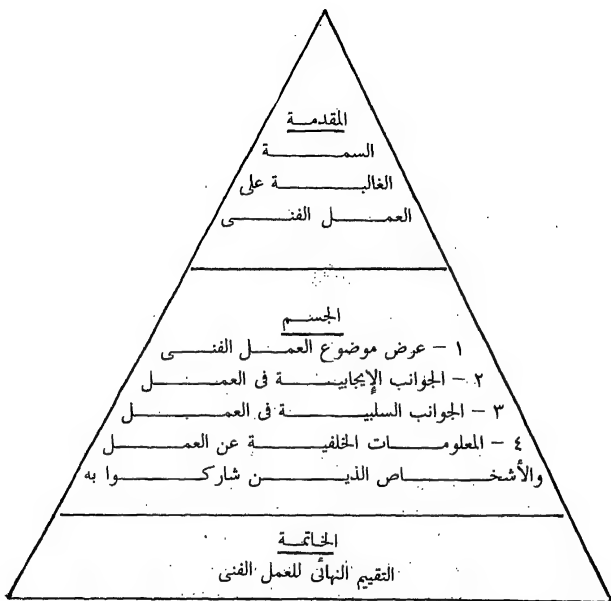 المقدمة
السمة
الغالبة على
العمل الفنى
الجسم
١ - عرض موضوع العمل الفنى
٢ - الجوانب الإيجابية فى العمل
٣ - الجوانب السلبية فى العمل
٤ - المعلومات الخلفية عن العمل
والأشخاص الذين شاركوا به
الخاتمة
التقييم النهائى للعمل الفنى